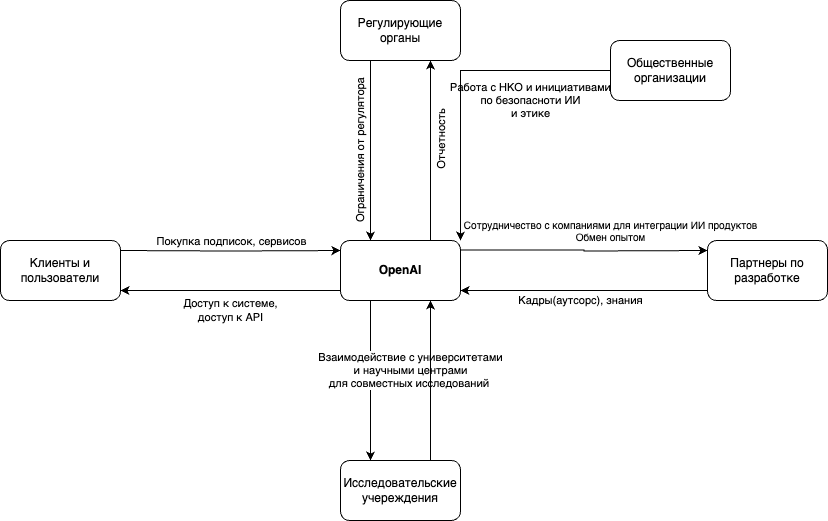 Регулирующие
органы
Общественные
организации
Работа с НКО и инициативами
по безопасноти ИИ
и этике
Ограничения от регулятора
Отчетность
Покупка подписок, сервисов
Сотрудничество с компаниями для интеграции ИИ продуктов
Обмен опытом
Клиенты и
пользователи
OpenAI
Партнеры по
разработке
Доступ к системе,
доступ к API
Кадры(аутсорс), знания
Взаимодействие с университетами
и научными центрами
для совместных исследований
Исследовательские
учереждения